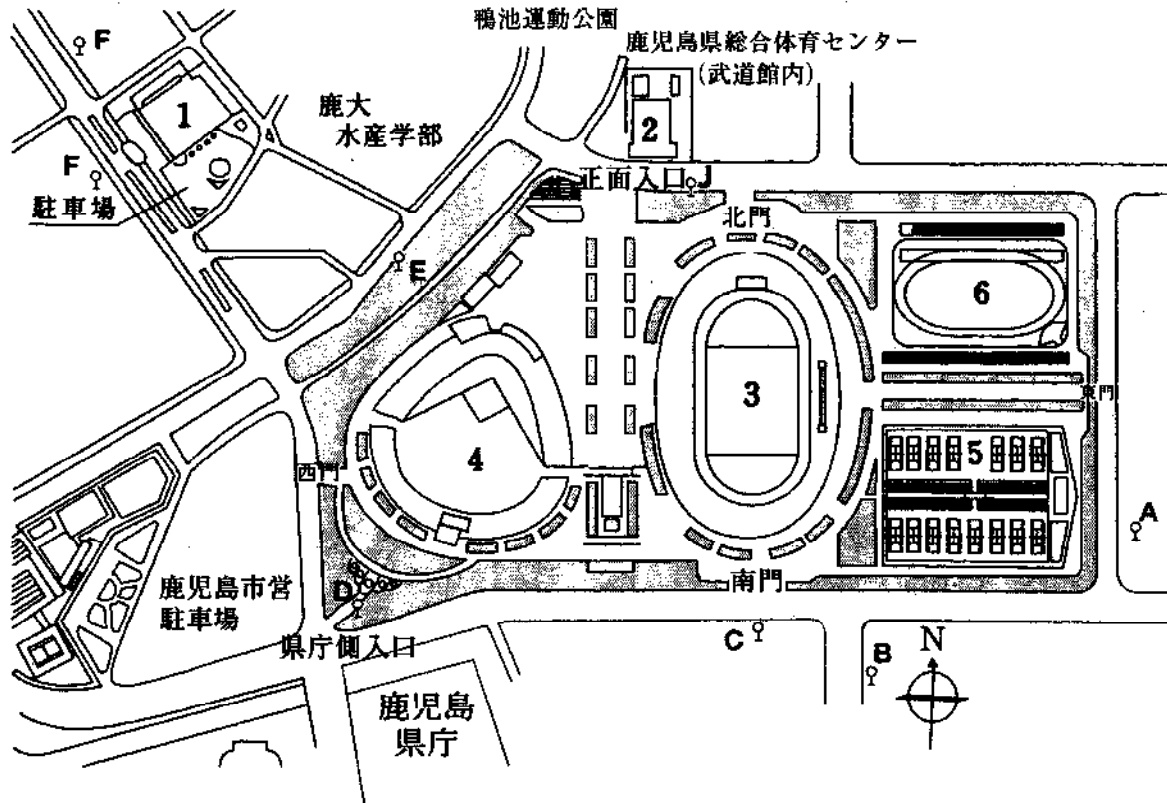 鴨池運動公園
鹿児島県総合体育センター
(武道館内)
F
1
鹿大
水産学部
2
F
正面入口
J
駐車場
北門
E
6
3
東門
4
5
西門
A
鹿児島市営
駐車場
D
南門
県庁側入口
C
B
N
鹿児島
県庁